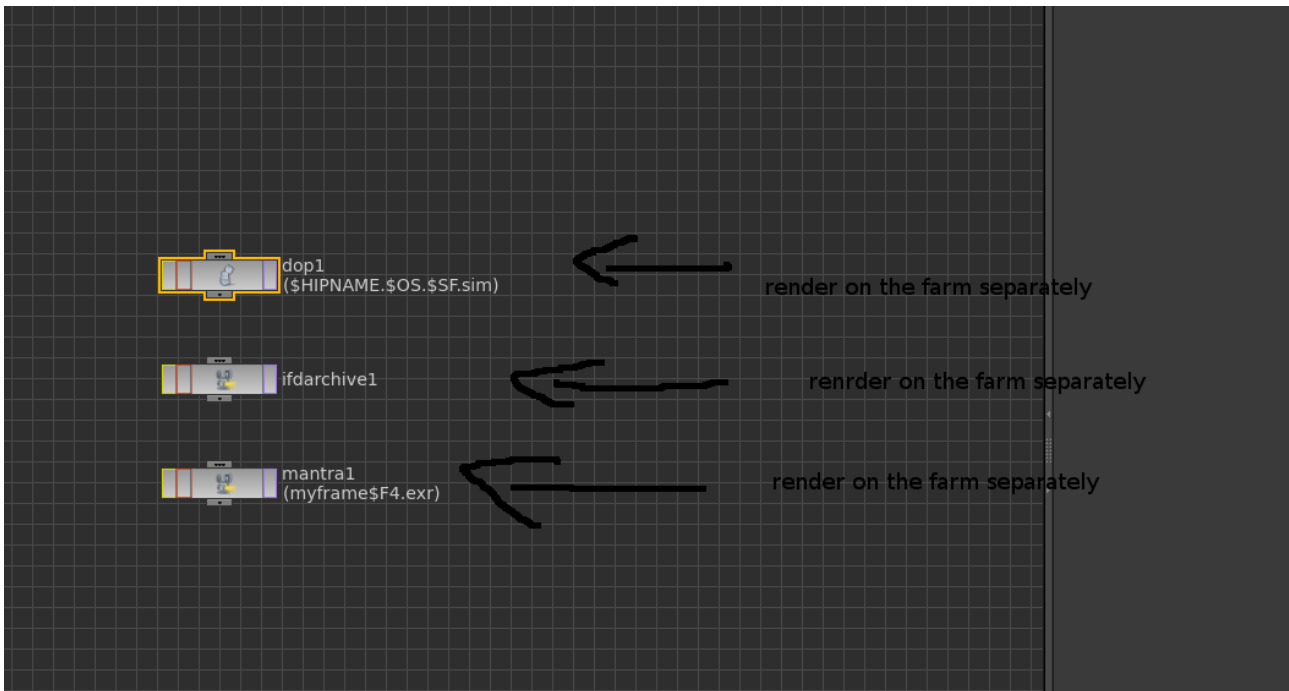 dop1
($HIPNAME.$OS.$SF.sim)
render on the farm separately
ifdarchive1
renrder on the farm separately
mantra1
(myframe$F4.exr)
render on the farm separately